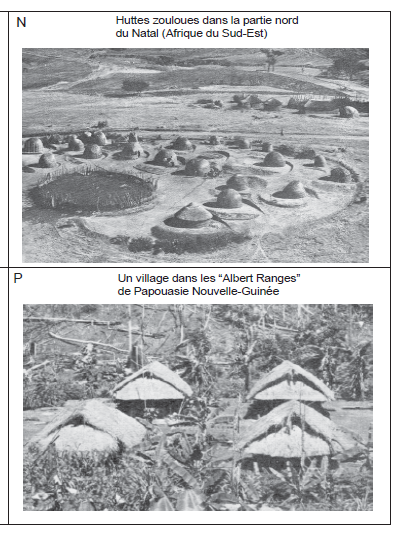 N
Huttes zouloues dans la partie nord
du Natal (Afrique du Sud-Est)
P
Un village dans les “Albert Ranges”
de Papouasie Nouvelle-Guinée